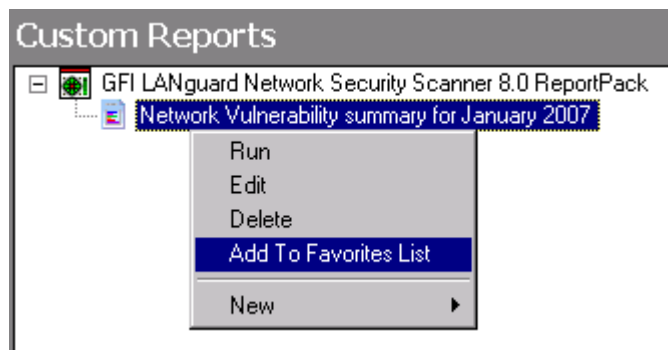 Custom Reports
GFI LANguard Network Security Scanner 8.0 ReportPack
Network Vulnerability summary for January 2007
Run
Edit
Delete
Add To Favorites List
New